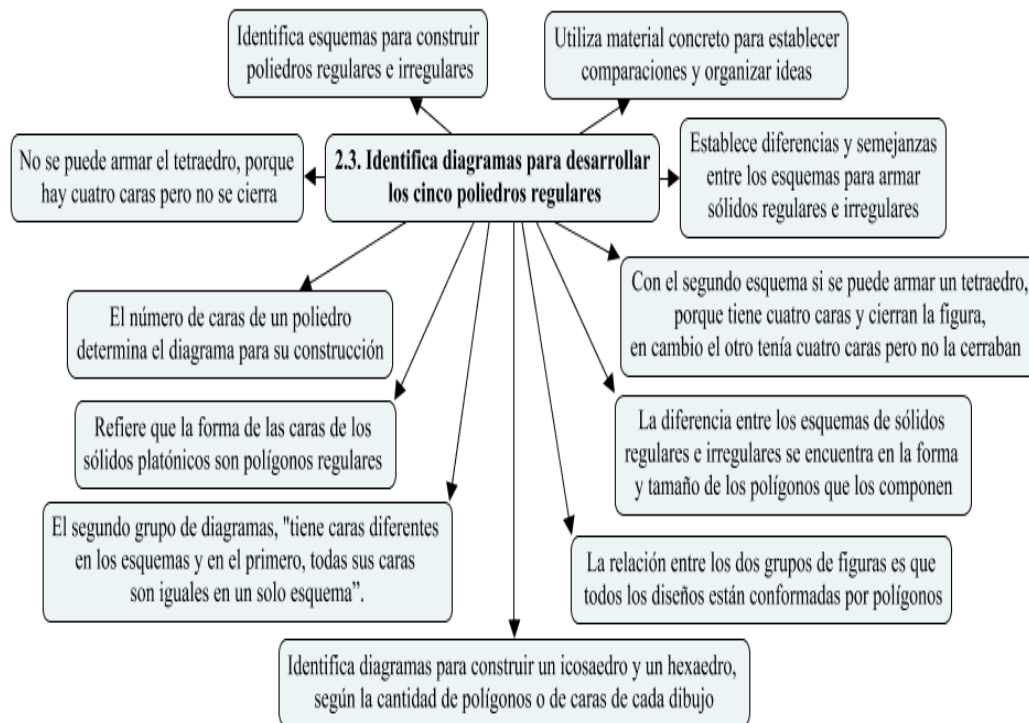 Identifica esquemas para construir
poliedros regulares e irregulares
Utiliza material concreto para establecer
comparaciones y organizar ideas
No se puede armar el tetraedro, porque
hay cuatro caras pero no se cierra
2.3. Identifica diagramas para desarrollar
los cinco poliedros regulares
Establece diferencias y semejanzas
entre los esquemas para armar
sólidos regulares e irregulares
Con el segundo esquema si se puede armar un tetraedro,
porque tiene cuatro caras y cierran la figura,
en cambio el otro tenía cuatro caras pero no la cerraban
El número de caras de un poliedro
determina el diagrama para su construcción
Refiere que la forma de las caras de los
sólidos platónicos son polígonos regulares
La diferencia entre los esquemas de sólidos
regulares e irregulares se encuentra en la forma
y tamaño de los polígonos que los componen
El segundo grupo de diagramas, "tiene caras diferentes
en los esquemas y en el primero, todas sus caras
son iguales en un solo esquema”.
La relación entre los dos grupos de figuras es que
todos los diseños están conformadas por polígonos
Identifica diagramas para construir un icosaedro y un hexaedro,
según la cantidad de polígonos o de caras de cada dibujo